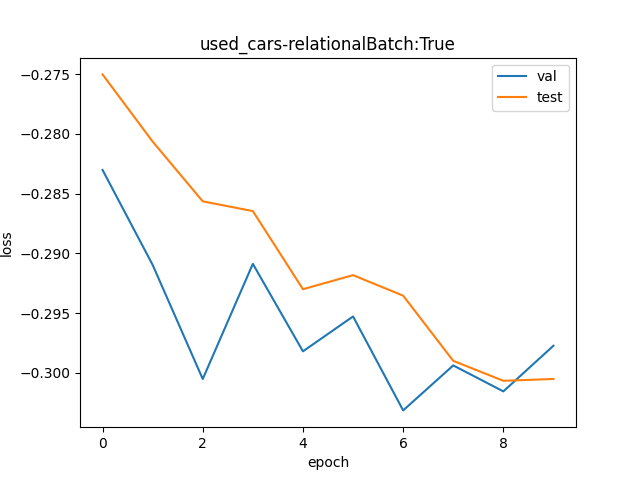 used_cars-relationalBatch:True
val
test
−0.275
−0.280
−0.285
−0.290
−0.295
−0.300
loss
0
2
4
6
8
epoch